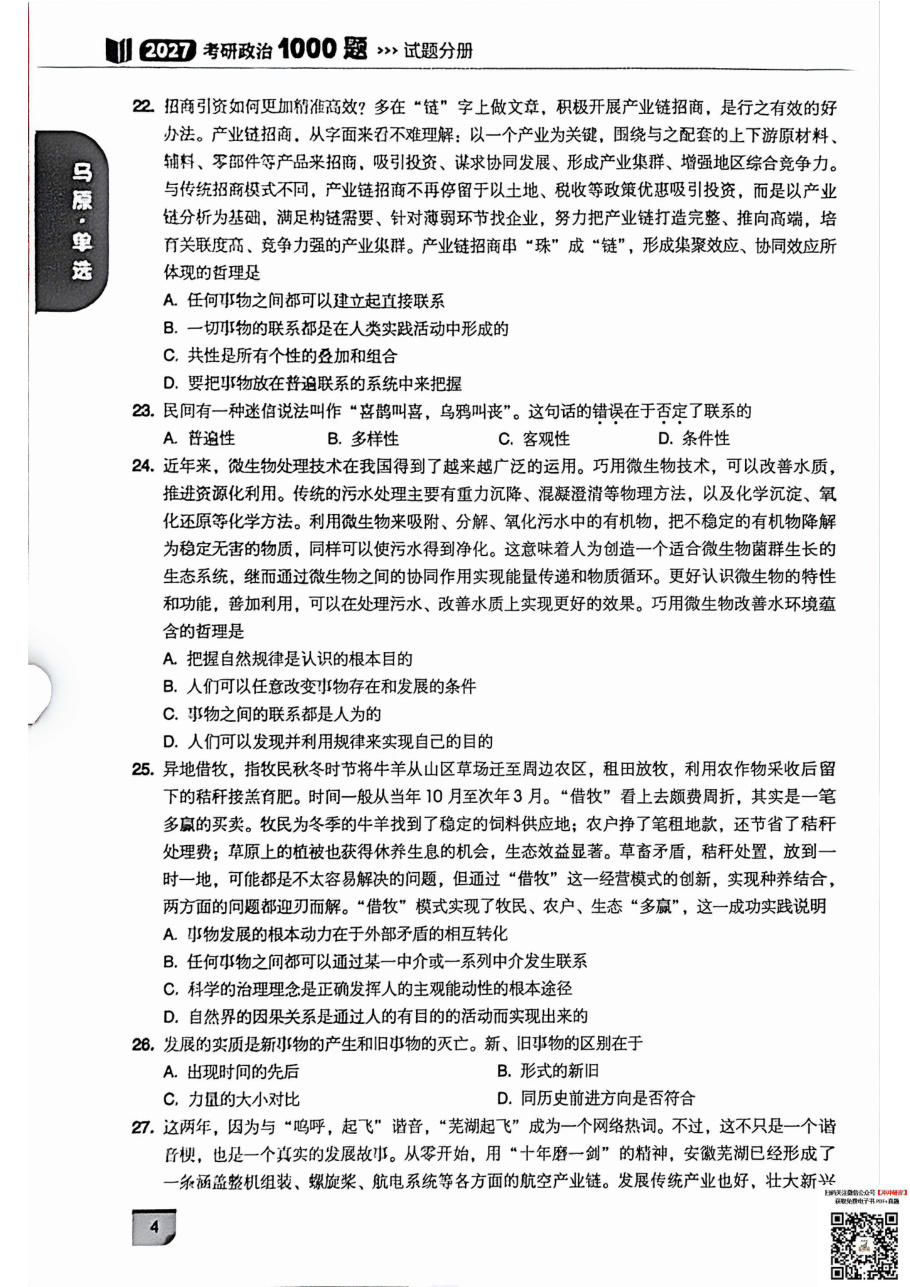 2027 考研政治1000题 >>> 试题分册
马原·单选
22. 招商引资如何更加精准高效？多在“链”字上做文章，积极开展产业链招商，是行之有效的好
办法。产业链招商，从字面来看不难理解：以一个产业为关键，围绕与之配套的上下游原材料、
辅料、零部件等产品来招商，吸引投资、谋求协同发展、形成产业集群、增强地区综合竞争力。
与传统招商模式不同，产业链招商不再停留于以土地、税收等政策优惠吸引投资，而是以产业
链分析为基础，满足构链需要、针对薄弱环节找企业，努力把产业链打造完整、推向高端，培
育关联度高、竞争力强的产业集群。产业链招商串“珠”成“链”，形成集聚效应、协同效应所
体现的哲理是
A. 任何事物之间都可以建立起直接联系
B. 一切事物的联系都是在人类实践活动中形成的
C. 共性是所有个性的叠加和组合
D. 要把事物放在普遍联系的系统中来把握
23. 民间有一种迷信说法叫作“喜鹊叫喜，乌鸦叫丧”。这句话的错误在于否定了联系的
A. 普遍性 B. 多样性 C. 客观性 D. 条件性
24. 近年来，微生物处理技术在我国得到了越来越广泛的运用。巧用微生物技术，可以改善水质，
推进资源化利用。传统的污水处理主要有重力沉降、混凝澄清等物理方法，以及化学沉淀、氧
化还原等化学方法。利用微生物来吸附、分解、氧化污水中的有机物，把不稳定的有机物降解
为稳定无害的物质，同样可以使污水得到净化。这意味着人为创造一个适合微生物菌群生长的
生态系统，继而通过微生物之间的协同作用实现能量传递和物质循环。更好认识微生物的特性
和功能，善加利用，可以在处理污水、改善水质上实现更好的效果。巧用微生物改善水环境蕴
含的哲理是
A. 把握自然规律是认识的根本目的
B. 人们可以任意改变事物存在和发展的条件
C. 事物之间的联系都是人为的
D. 人们可以发现并利用规律来实现自己的目的
25. 异地借牧，指牧民秋冬时节将牛羊从山区草场迁至周边农区，租田放牧，利用农作物采收后留
下的秸秆接羔育肥。时间一般从当年 10 月至次年 3 月。“借牧”看上去颇费周折，其实是一笔
多赢的买卖。牧民为冬季的牛羊找到了稳定的饲料供应地；农户挣了笔租地款，还节省了秸秆
处理费；草原上的植被也获得休养生息的机会，生态效益显著。草畜矛盾，秸秆处置，放到一
时一地，可能都是不太容易解决的问题，但通过“借牧”这一经营模式的创新，实现种养结合，
两方面的问题都迎刃而解。“借牧”模式实现了牧民、农户、生态“多赢”，这一成功实践说明
A. 事物发展的根本动力在于外部矛盾的相互转化
B. 任何事物之间都可以通过某一中介或一系列中介发生联系
C. 科学的治理理念是正确发挥人的主观能动性的根本途径
D. 自然界的因果关系是通过人的有目的的活动而实现出来的
26. 发展的实质是新事物的产生和旧事物的灭亡。新、旧事物的区别在于
A. 出现时间的先后 B. 形式的新旧
C. 力量的大小对比 D. 同历史前进方向是否符合
27. 这两年，因为与“呜呼，起飞”谐音，“芜湖起飞”成为一个网络热词。不过，这不只是一个谐
音梗，也是一个真实的发展故事。从零开始，用“十年磨一剑”的精神，安徽芜湖已经形成了
一条涵盖整机组装、螺旋桨、航电系统等各方面的航空产业链。发展传统产业也好，壮大新兴
4